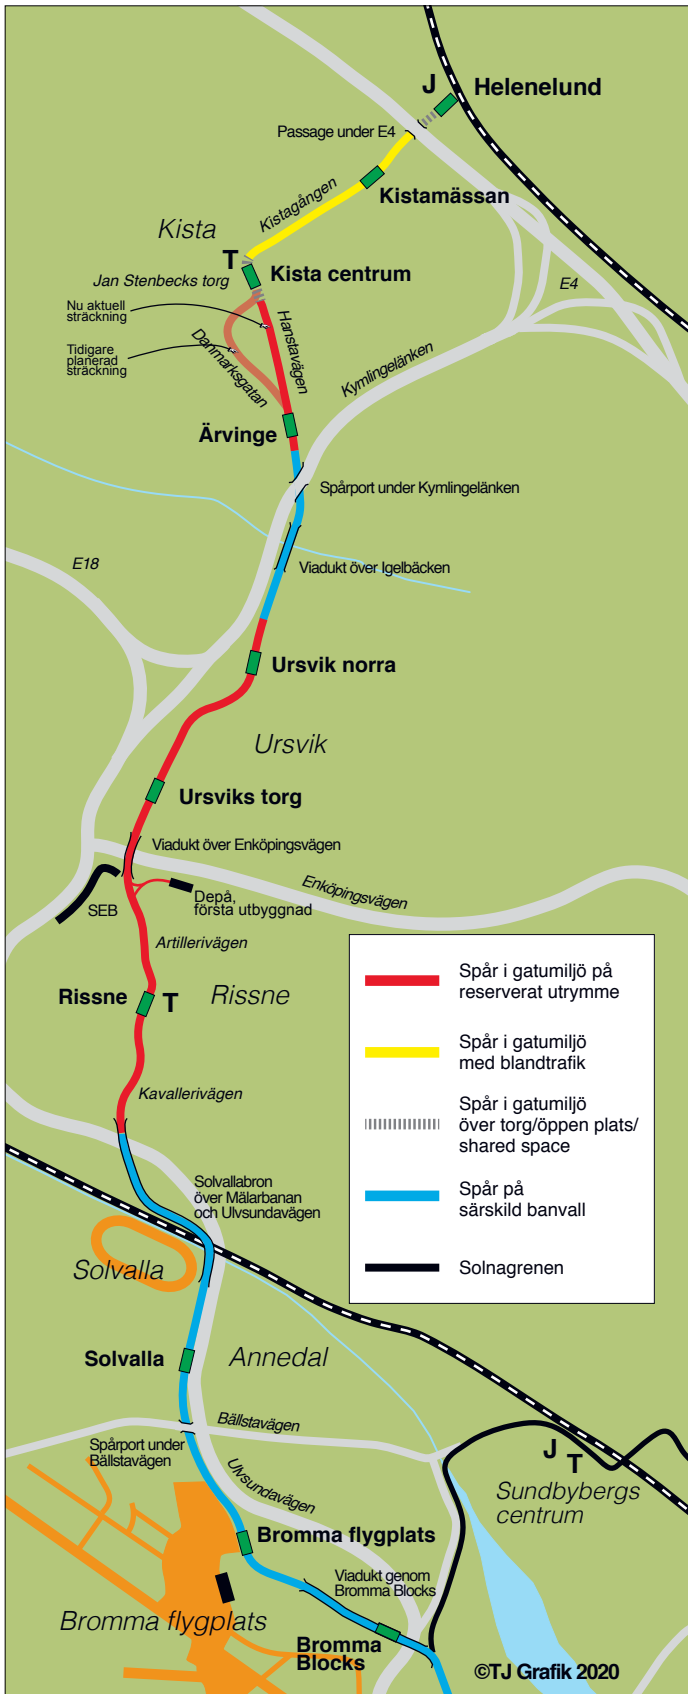 J
Helenelund
Passage under E4
Kistagången
Kistamässan
Kista
T
Kista centrum
Jan Stenbecks torg
E4
Nu aktuell
sträckning
Hanstavägen
Tidigare
planerad
sträckning
Danmarksgatan
Kymlingelänken
Ärvinge
Spårport under Kymlingelänken
E18
Viadukt över Igelbäcken
Ursvik norra
Ursvik
Ursviks torg
Viadukt över Enköpingsvägen
Enköpingsvägen
SEB
Depå,
första utbyggnad
Artillerivägen
Rissne
T
Rissne
Kavallerivägen
Spår i gatumiljö på
reserverat utrymme
Spår i gatumiljö
med blandtrafik
Spår i gatumiljö
över torg/öppen plats/
shared space
Spår på
särskild banvall
Solnagrenen
Solvallabron
över Mälarbanan
och Ulvsundavägen
Solvalla
Solvalla
Annedal
Bällstavägen
Spårport under
Bällstavägen
Ulvsundavägen
J
T
Sundbybergs
centrum
Bromma flygplats
Viadukt genom
Bromma Blocks
Bromma flygplats
Bromma
Blocks
©TJ Grafik 2020